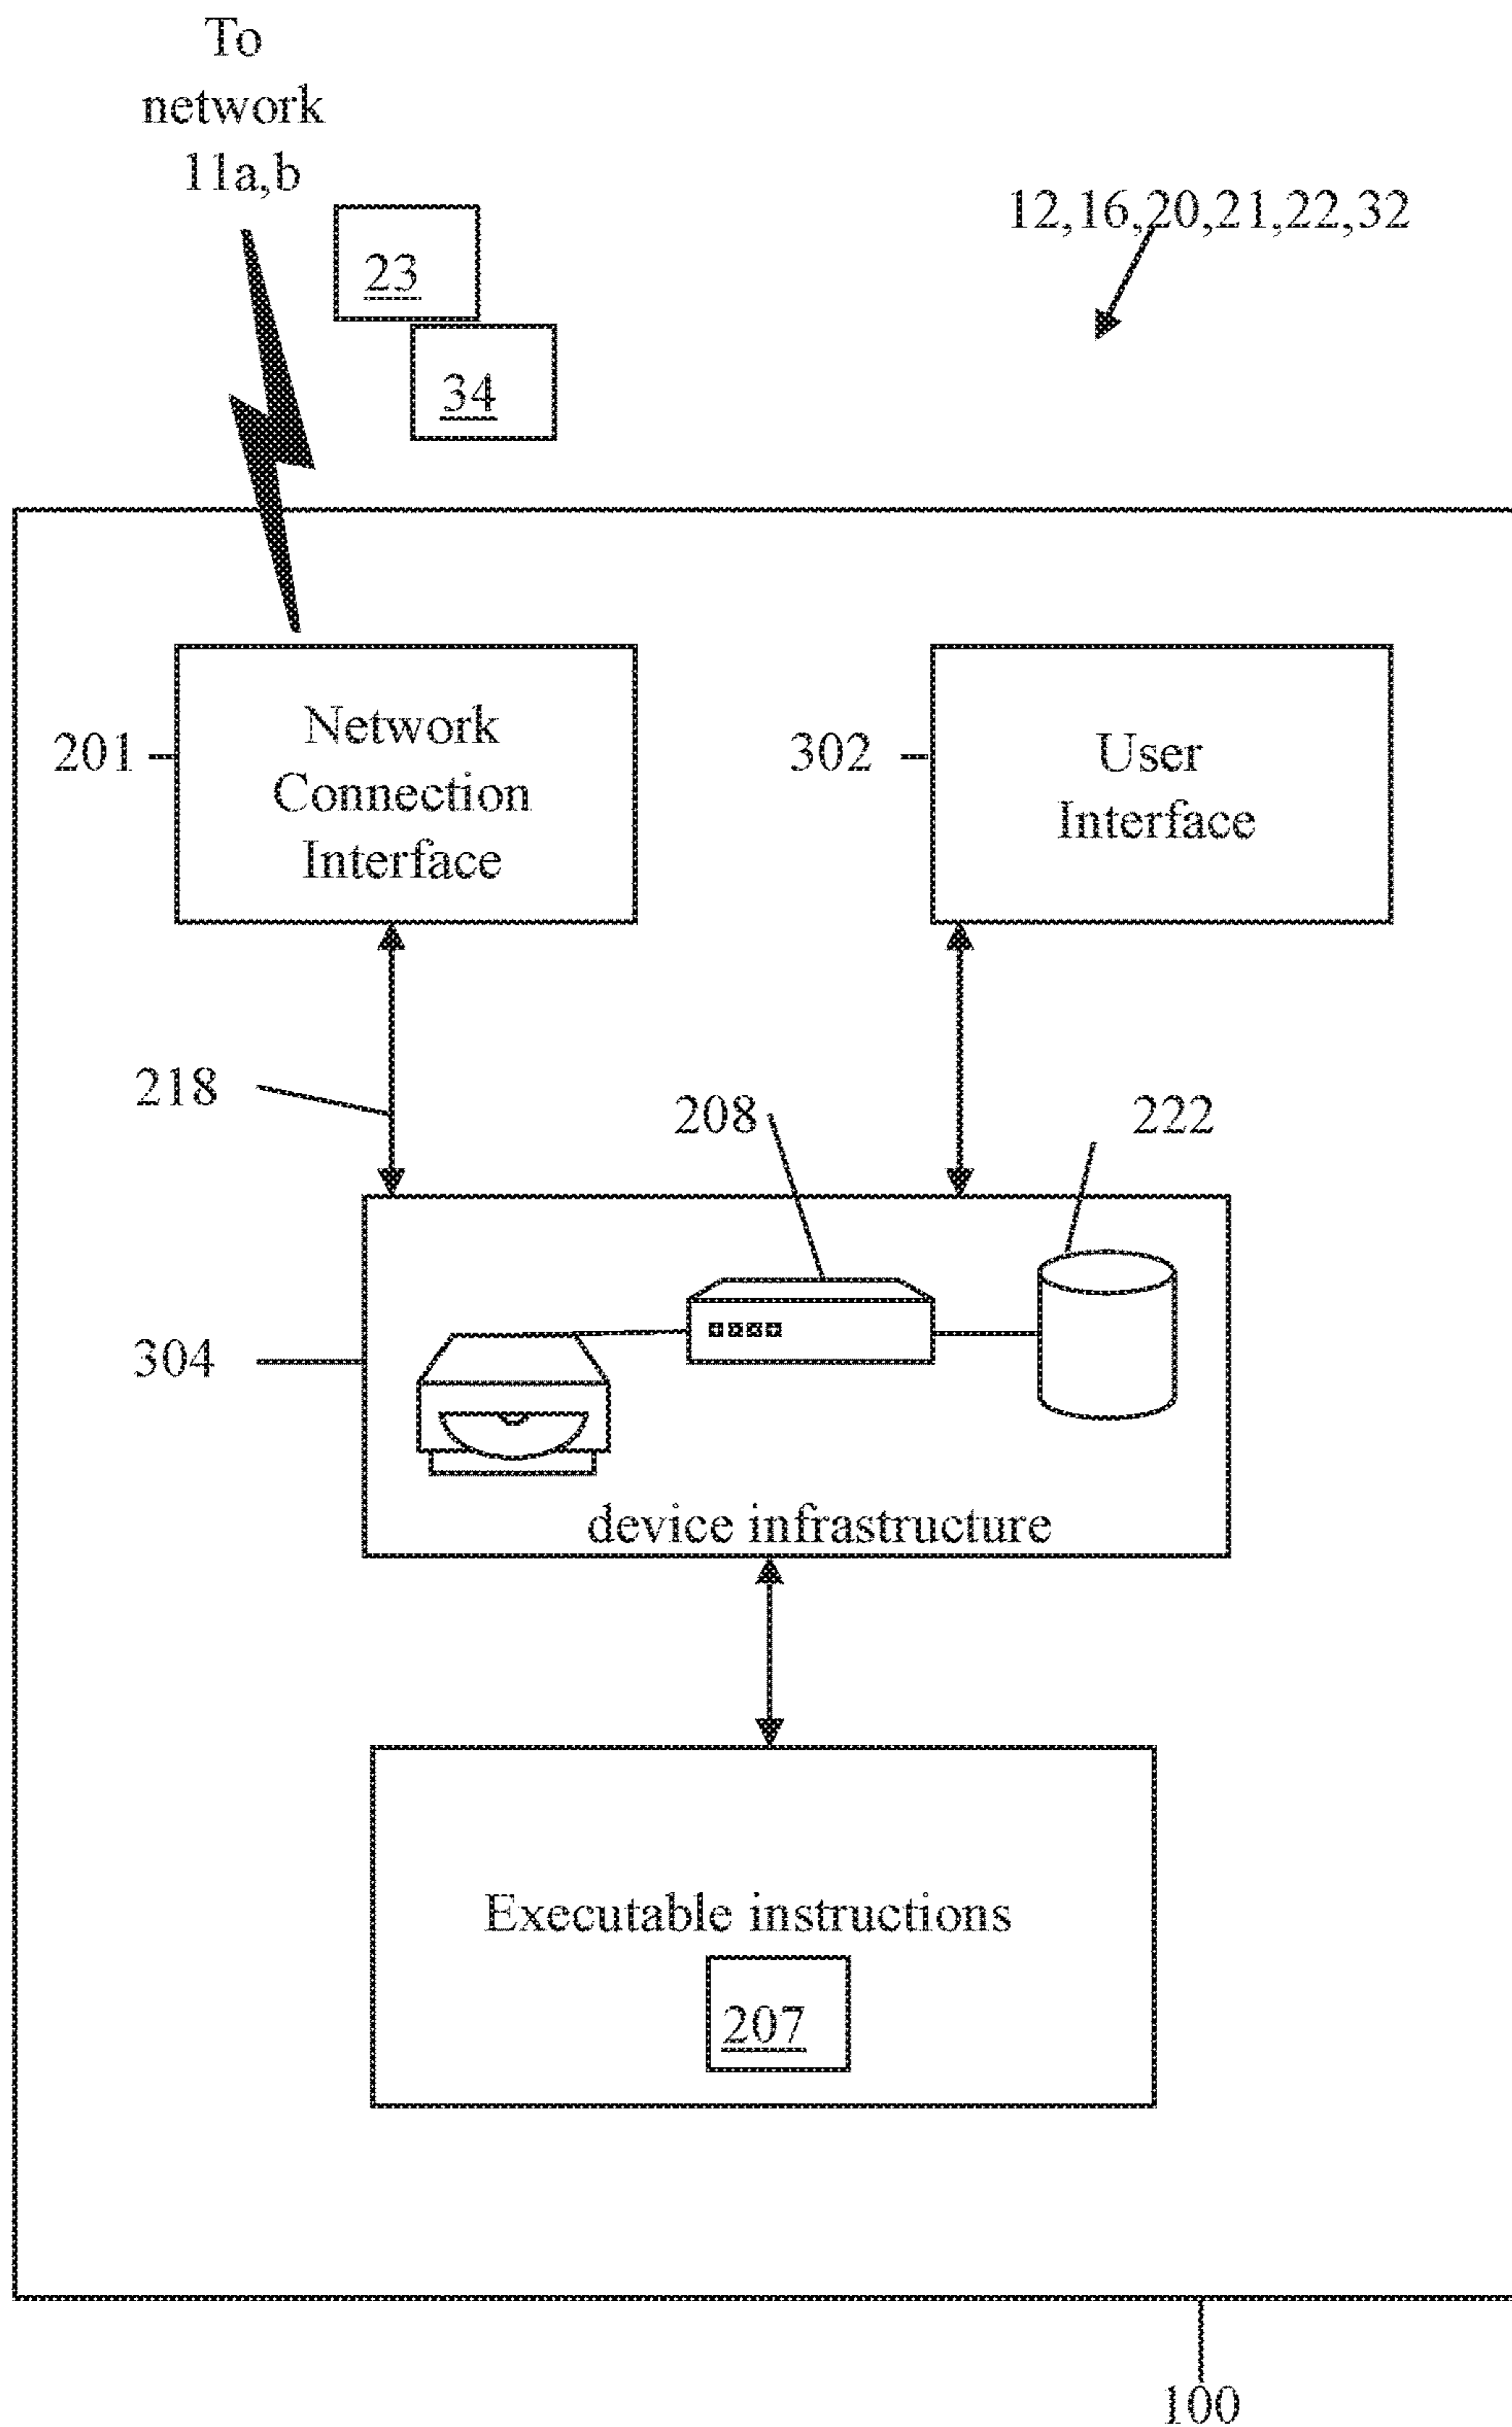 To
network
11a,b
12,16,20,21,22,32
23
34
201
Network
Connection
Interface
302
User
Interface
218
208
222
304
device infrastructure
Executable instructions
207
100